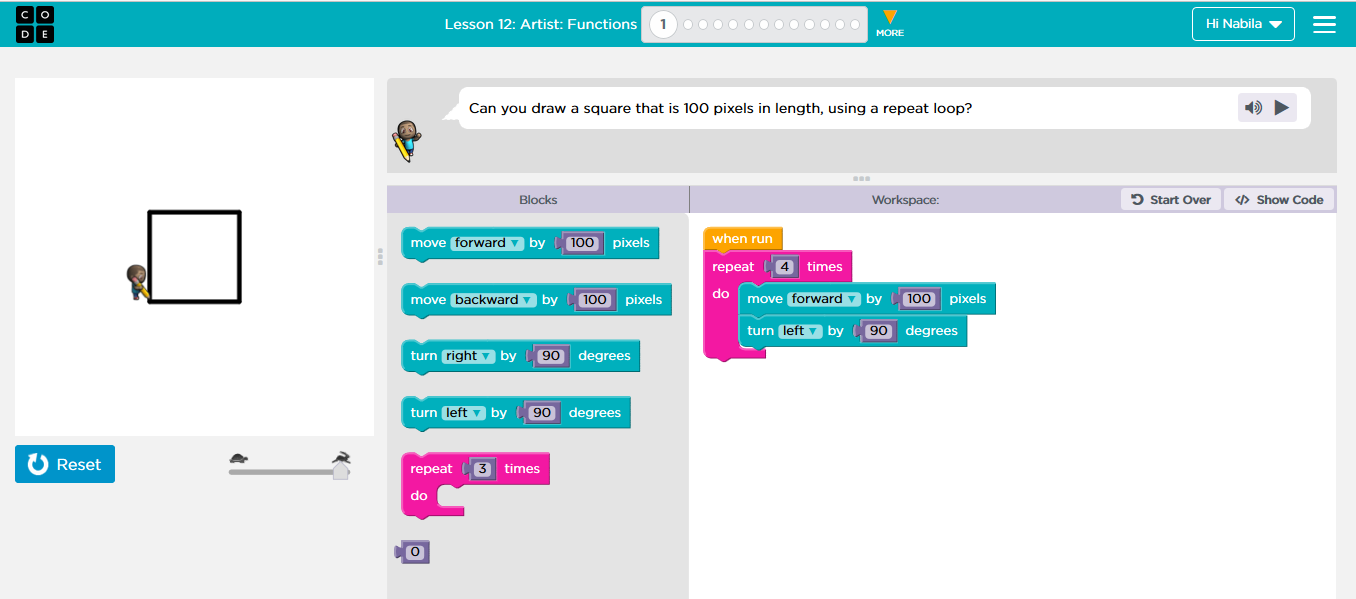 C O
D E
Lesson 12: Artist: Functions
1
MORE
Hi Nabila
Can you draw a square that is 100 pixels in length, using a repeat loop?
Reset
Blocks
move forward by 100 pixels
move backward by 100 pixels
turn right by 90 degrees
turn left by 90 degrees
repeat 3 times
do
0
Workspace:
Start Over
</> Show Code
when run
repeat 4 times
do
move forward by 100 pixels
turn left by 90 degrees